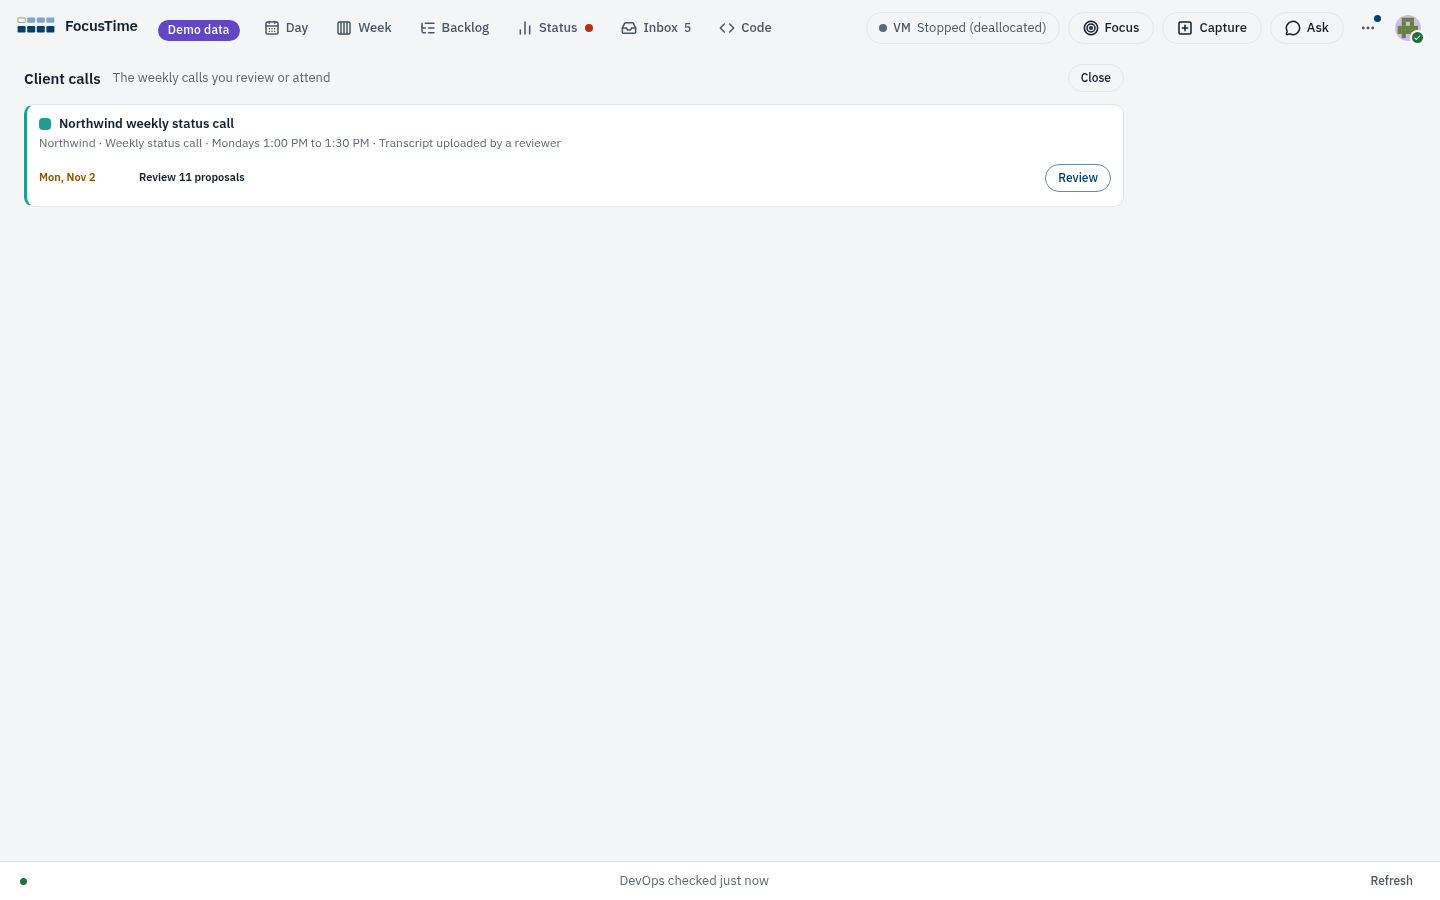 FocusTime
Demo data
Day
Week
Backlog
Status
Inbox 5
Code
VM Stopped (deallocated)
Focus
Capture
Ask
Client calls The weekly calls you review or attend
Close
Northwind weekly status call
Northwind · Weekly status call · Mondays 1:00 PM to 1:30 PM · Transcript uploaded by a reviewer
Mon, Nov 2 Review 11 proposals
Review
DevOps checked just now
Refresh